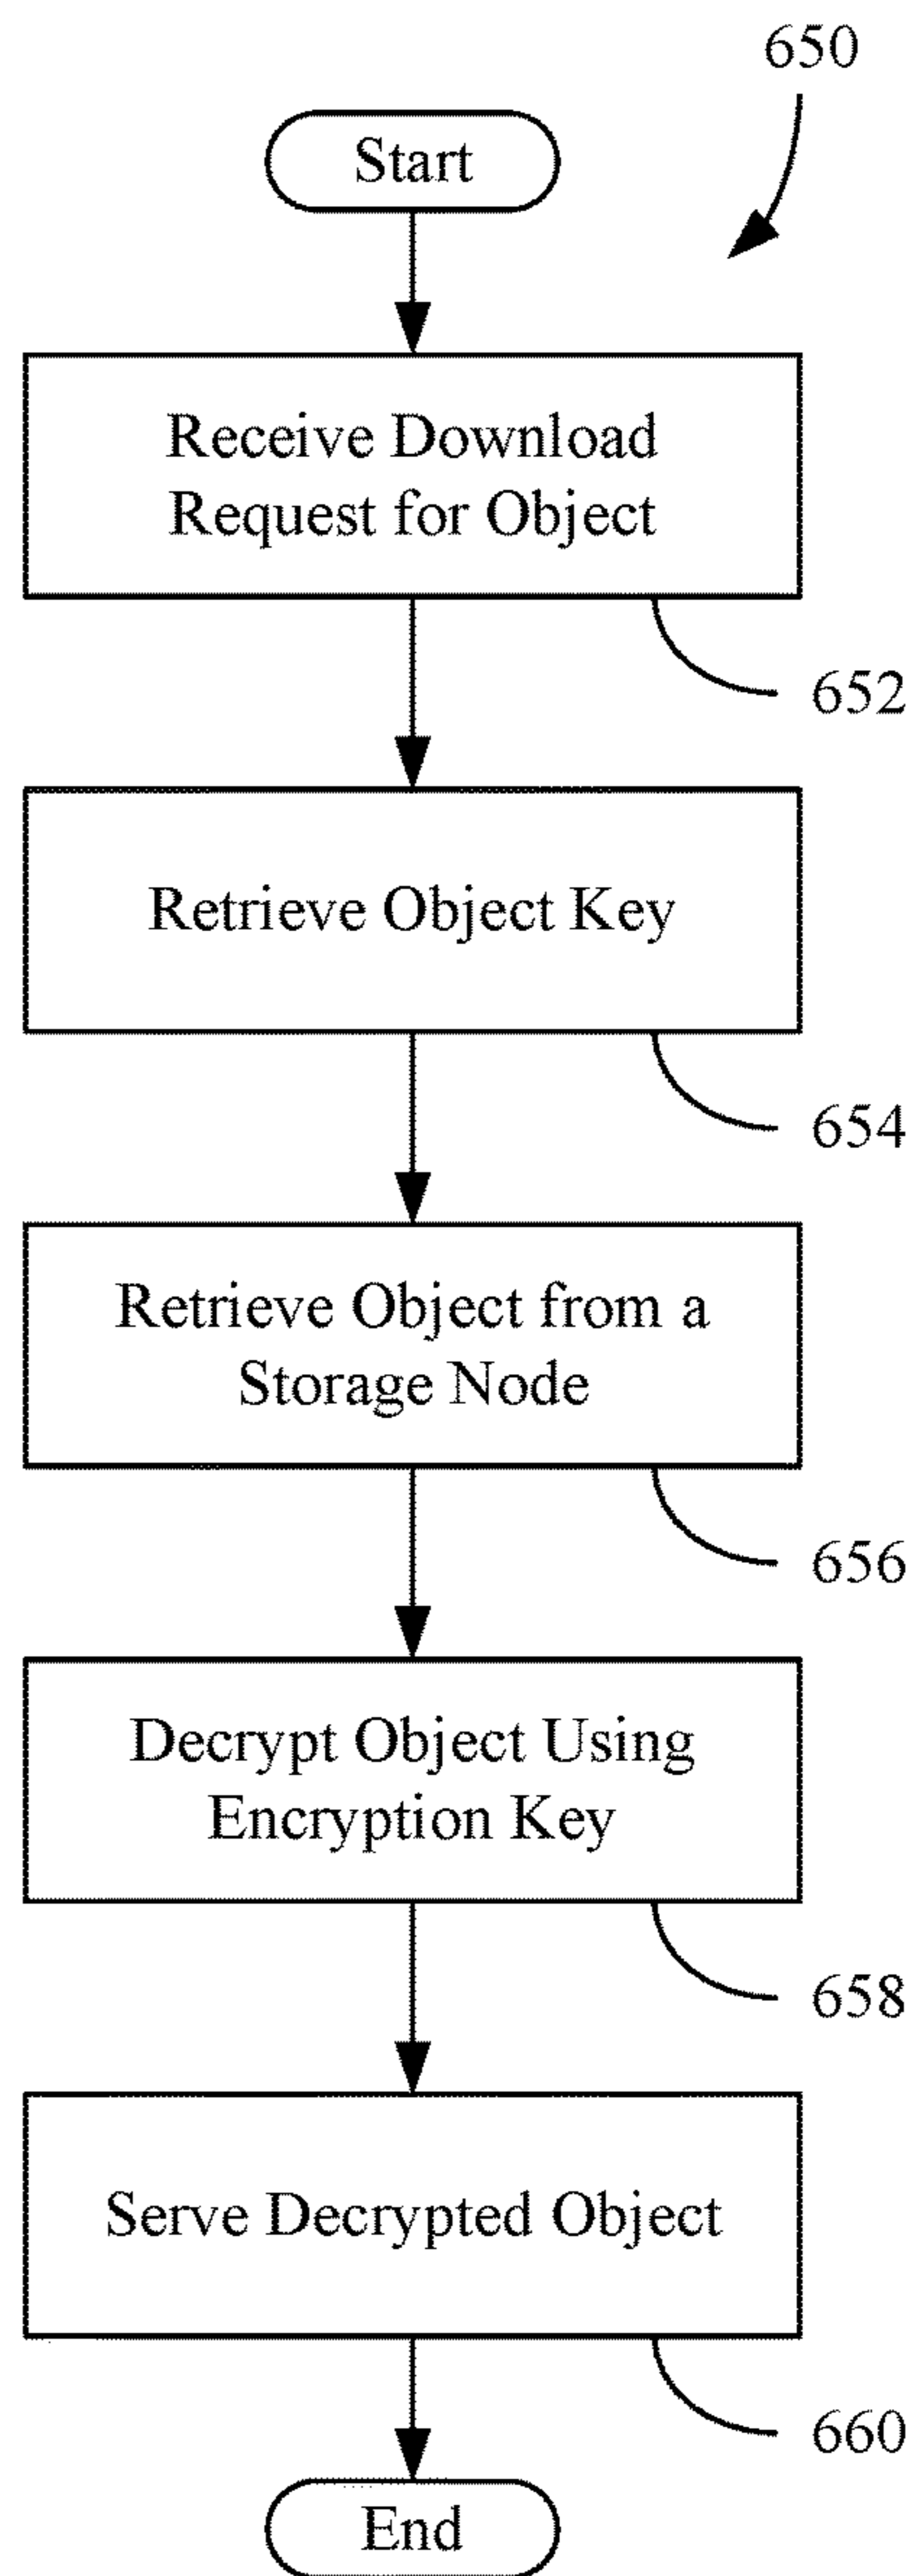 650
Start
Receive Download
Request for Object
652
Retrieve Object Key
654
Retrieve Object from a
Storage Node
656
Decrypt Object Using
Encryption Key
658
Serve Decrypted Object
660
End